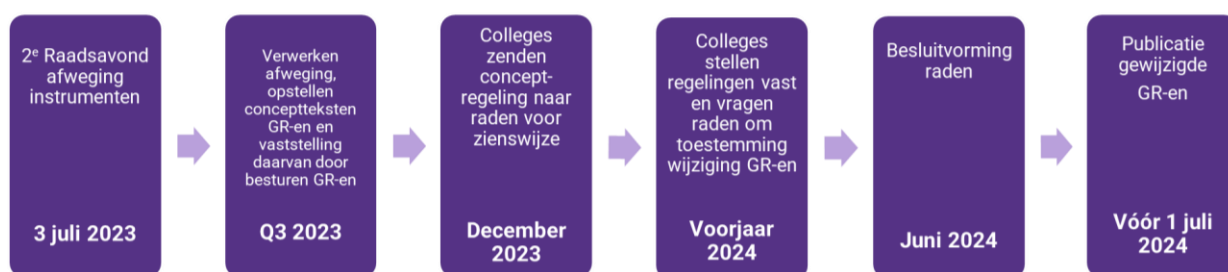 2e Raadsavond
afweging
instrumenten
3 juli 2023
Verwerken
afweging,
opstellen
conceptteksten
GR-en en
vaststelling
daarvan door
besturen GR-en
Q3 2023
Colleges
zenden
concept-
regeling naar
raden voor
zienswijze
December
2023
Colleges
stellen
regelingen vast
en vragen
raden om
toestemming
wijziging GR-en
Voorjaar
2024
Besluitvorming
raden
Juni 2024
Publicatie
gewijzigde
GR-en
Vóór 1 juli
2024